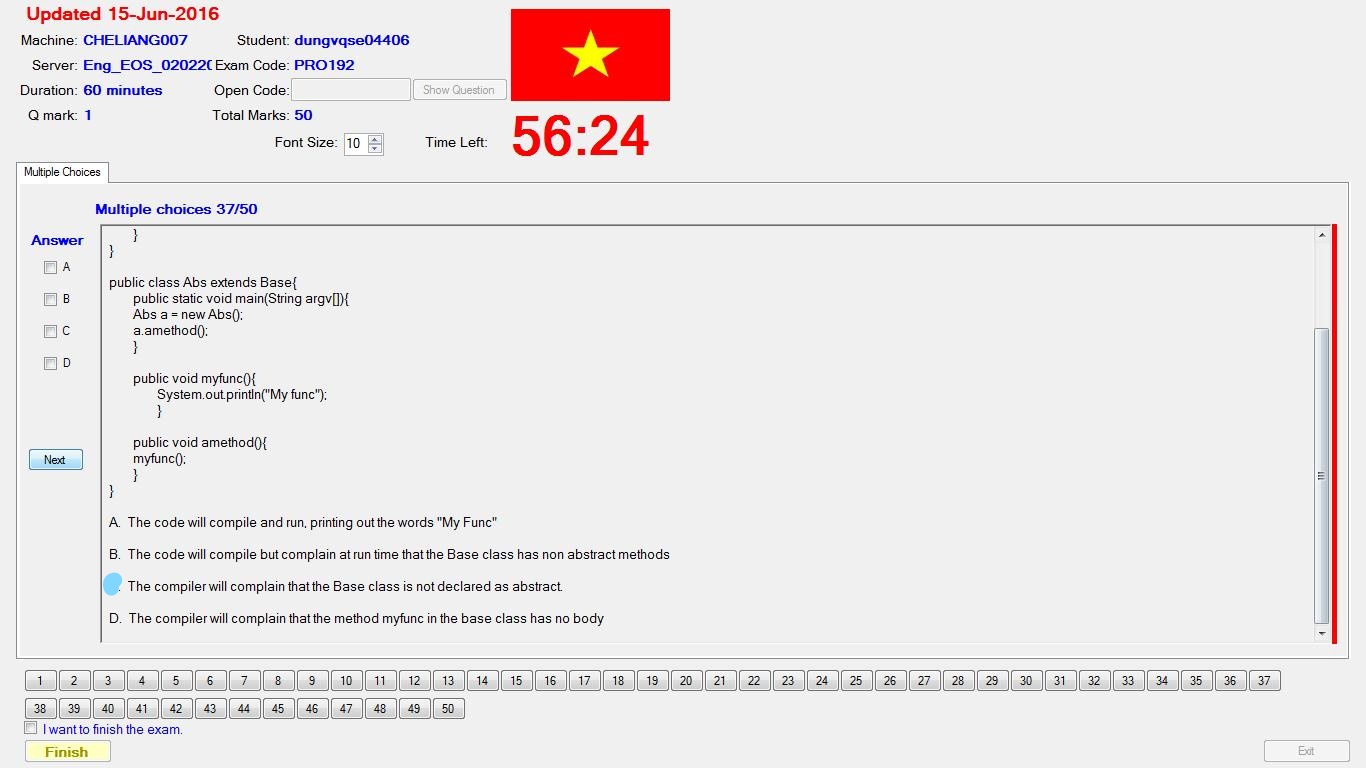 Updated 15-Jun-2016
Machine: CHELIANG007 Student: dungvqse04406
Server: Eng_EOS_020220 Exam Code: PRO192
Duration: 60 minutes Open Code: Show Question
Q mark: 1 Total Marks: 50
Font Size: 10 Time Left: 56:24
Multiple Choices
Multiple choices 37/50
Answer
A
B
C
D
Next
}
}
public class Abs extends Base{
public static void main(String argv[]){
Abs a = new Abs();
a.amethod();
}
public void myfunc(){
System.out.println("My func");
}
public void amethod(){
myfunc();
}
}
A. The code will compile and run, printing out the words "My Func"
B. The code will compile but complain at run time that the Base class has non abstract methods
. The compiler will complain that the Base class is not declared as abstract.
D. The compiler will complain that the method myfunc in the base class has no body
1 2 3 4 5 6 7 8 9 10 11 12 13 14 15 16 17 18 19 20 21 22 23 24 25 26 27 28 29 30 31 32 33 34 35 36 37
38 39 40 41 42 43 44 45 46 47 48 49 50
I want to finish the exam.
Finish
Exit